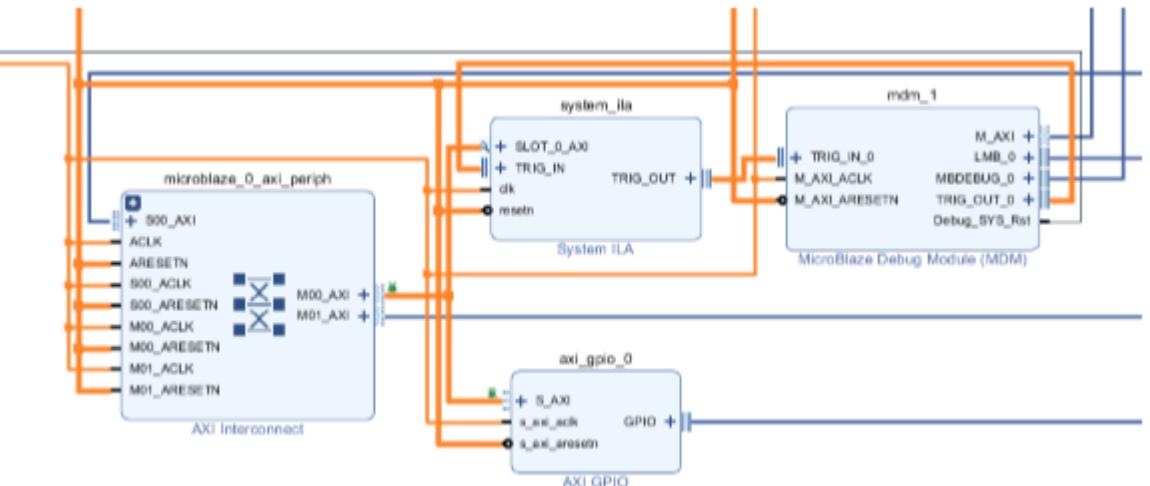 system_ila
mdm_1
SLOT_0_AXI
TRIG_IN
clk
resetn
TRIG_OUT
System ILA
TRIG_IN_0
M_AXI_ACLK
M_AXI_ARESETN
M_AXI
LMB_0
MBDEBUG_0
TRIG_OUT_0
Debug_SYS_Rst
MicroBlaze Debug Module (MDM)
microblaze_0_axi_periph
S00_AXI
ACLK
ARESETN
S00_ACLK
S00_ARESETN
M00_ACLK
M00_ARESETN
M01_ACLK
M01_ARESETN
M00_AXI
M01_AXI
AXI Interconnect
axi_gpio_0
S_AXI
s_axi_aclk
s_axi_aresetn
GPIO
AXI GPIO